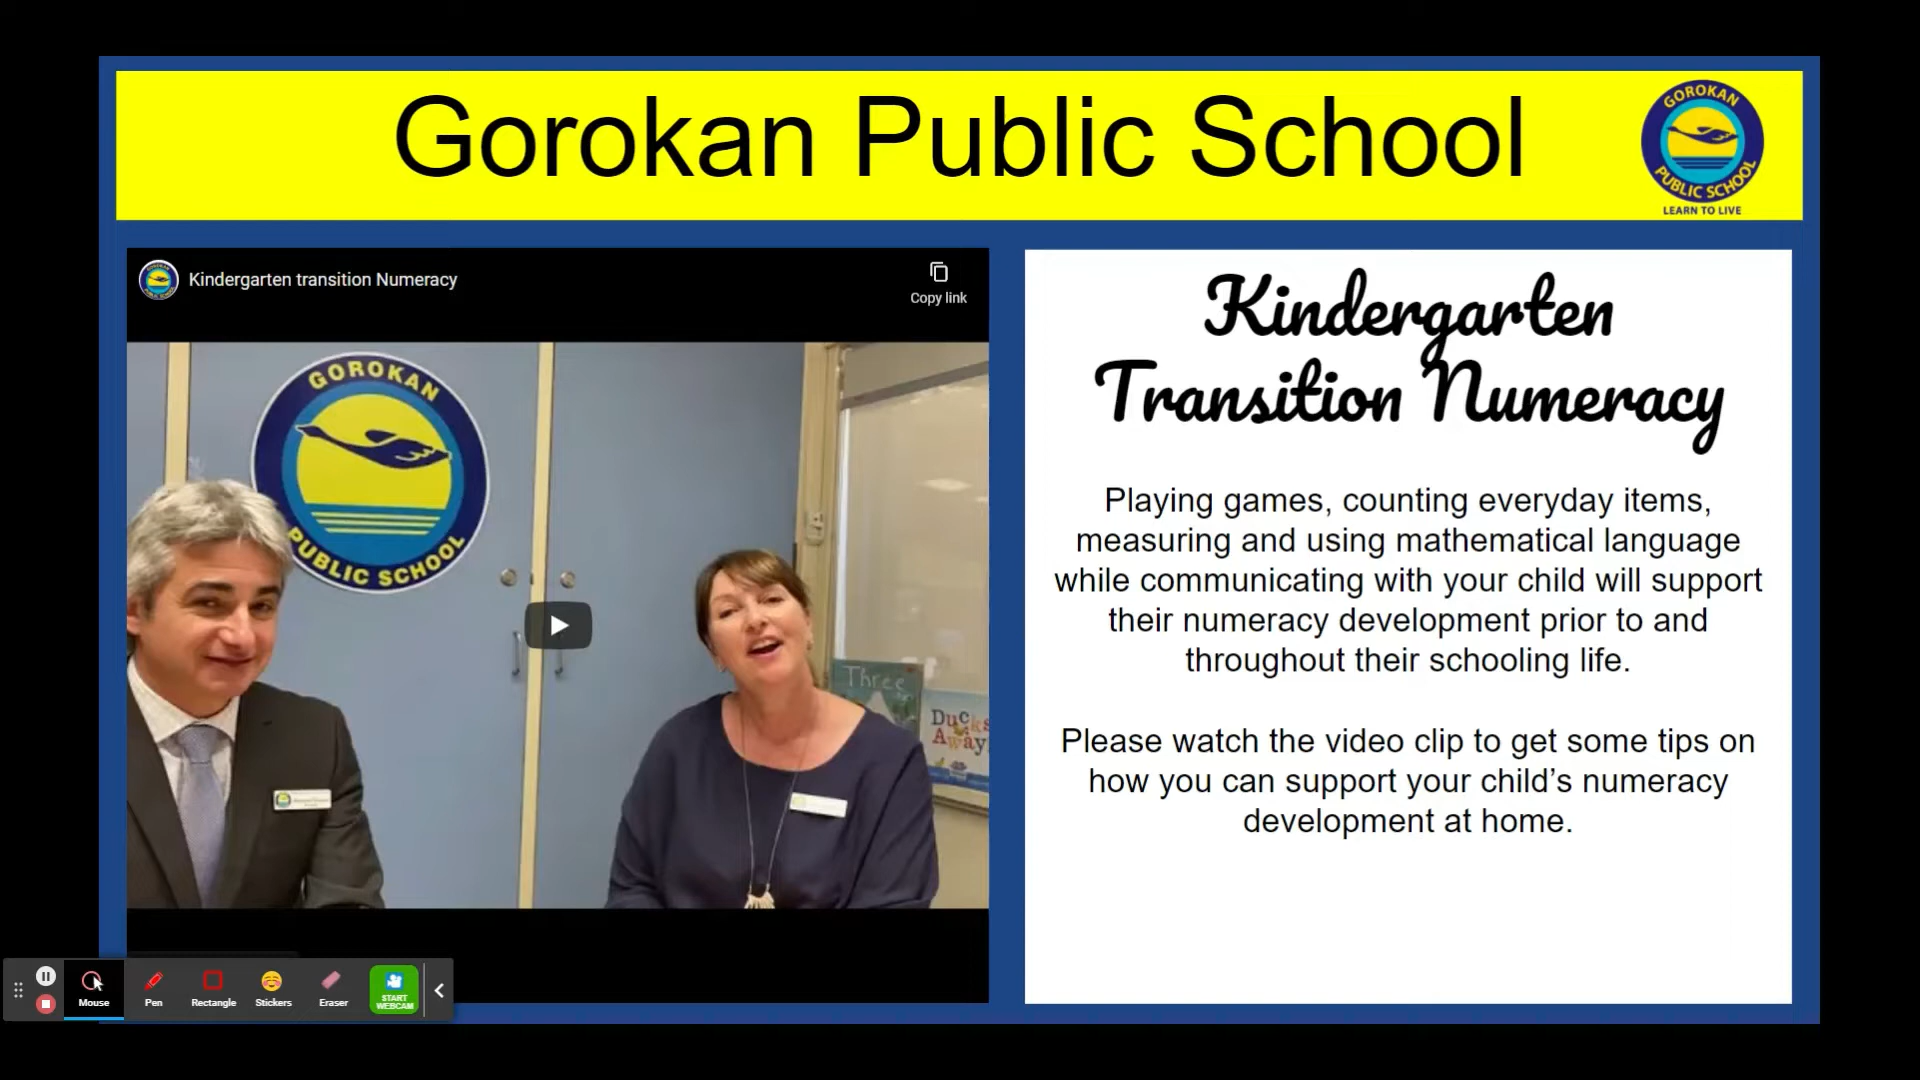 Gorokan Public School
GOROKAN
PUBLIC SCHOOL
LEARN TO LIVE
Kindergarten transition Numeracy
Copy link
GOROKAN
PUBLIC SCHOOL
Three
Ducks
Away!
Kindergarten
Transition Numeracy
Playing games, counting everyday items,
measuring and using mathematical language
while communicating with your child will support
their numeracy development prior to and
throughout their schooling life.
Please watch the video clip to get some tips on
how you can support your child’s numeracy
development at home.
Mouse
Pen
Rectangle
Stickers
Eraser
START
WEBCAM